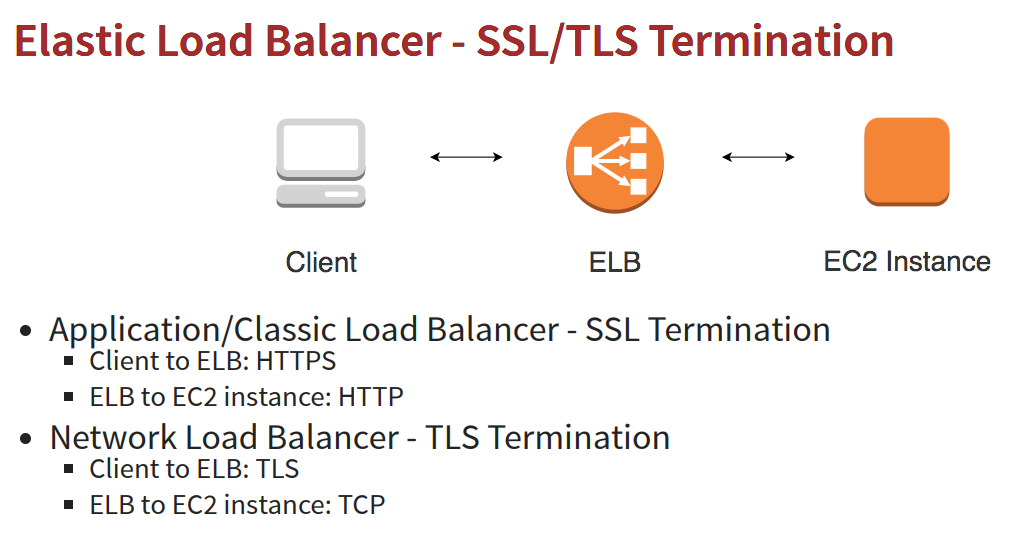 Elastic Load Balancer - SSL/TLS Termination
Client
ELB
EC2 Instance
Application/Classic Load Balancer - SSL Termination
Client to ELB: HTTPS
ELB to EC2 instance: HTTP
Network Load Balancer - TLS Termination
Client to ELB: TLS
ELB to EC2 instance: TCP